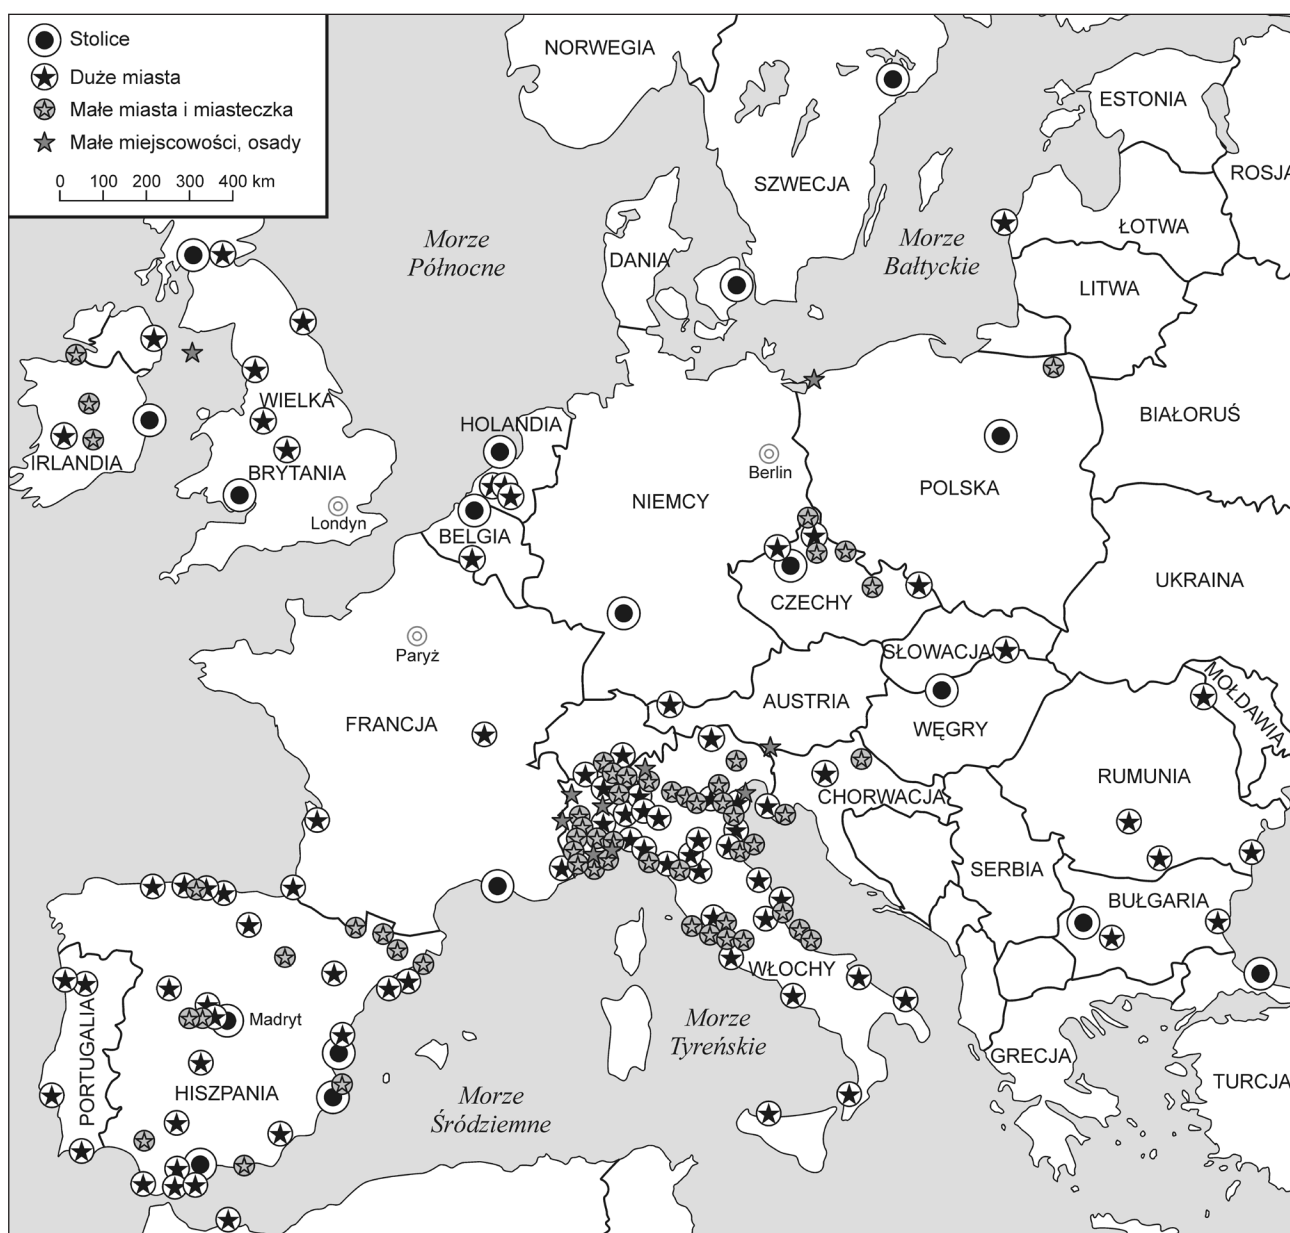 Stolice
Duże miasta
Małe miasta i miasteczka
Małe miejscowości, osady
0 100 200 300 400 km
NORWEGIA
ESTONIA
ROSJA
SZWECJA
ŁOTWA
Morze
Północne
Morze
Bałtyckie
DANIA
LITWA
WIELKA
BRYTANIA
BIAŁORUŚ
HOLANDIA
IRLANDIA
Berlin
POLSKA
NIEMCY
Londyn
BELGIA
UKRAINA
CZECHY
Paryż
SŁOWACJA
MOŁDAWIA
AUSTRIA
FRANCJA
WĘGRY
RUMUNIA
CHORWACJA
SERBIA
BUŁGARIA
WŁOCHY
Madryt
Morze
Tyreńskie
PORTUGALIA
GRECJA
HISZPANIA
TURCJA
Morze
Śródziemne